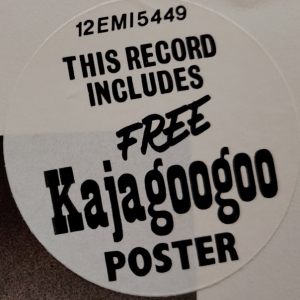 12EMI5449
THIS RECORD
INCLUDES
FREE
Kajagoogoo
POSTER